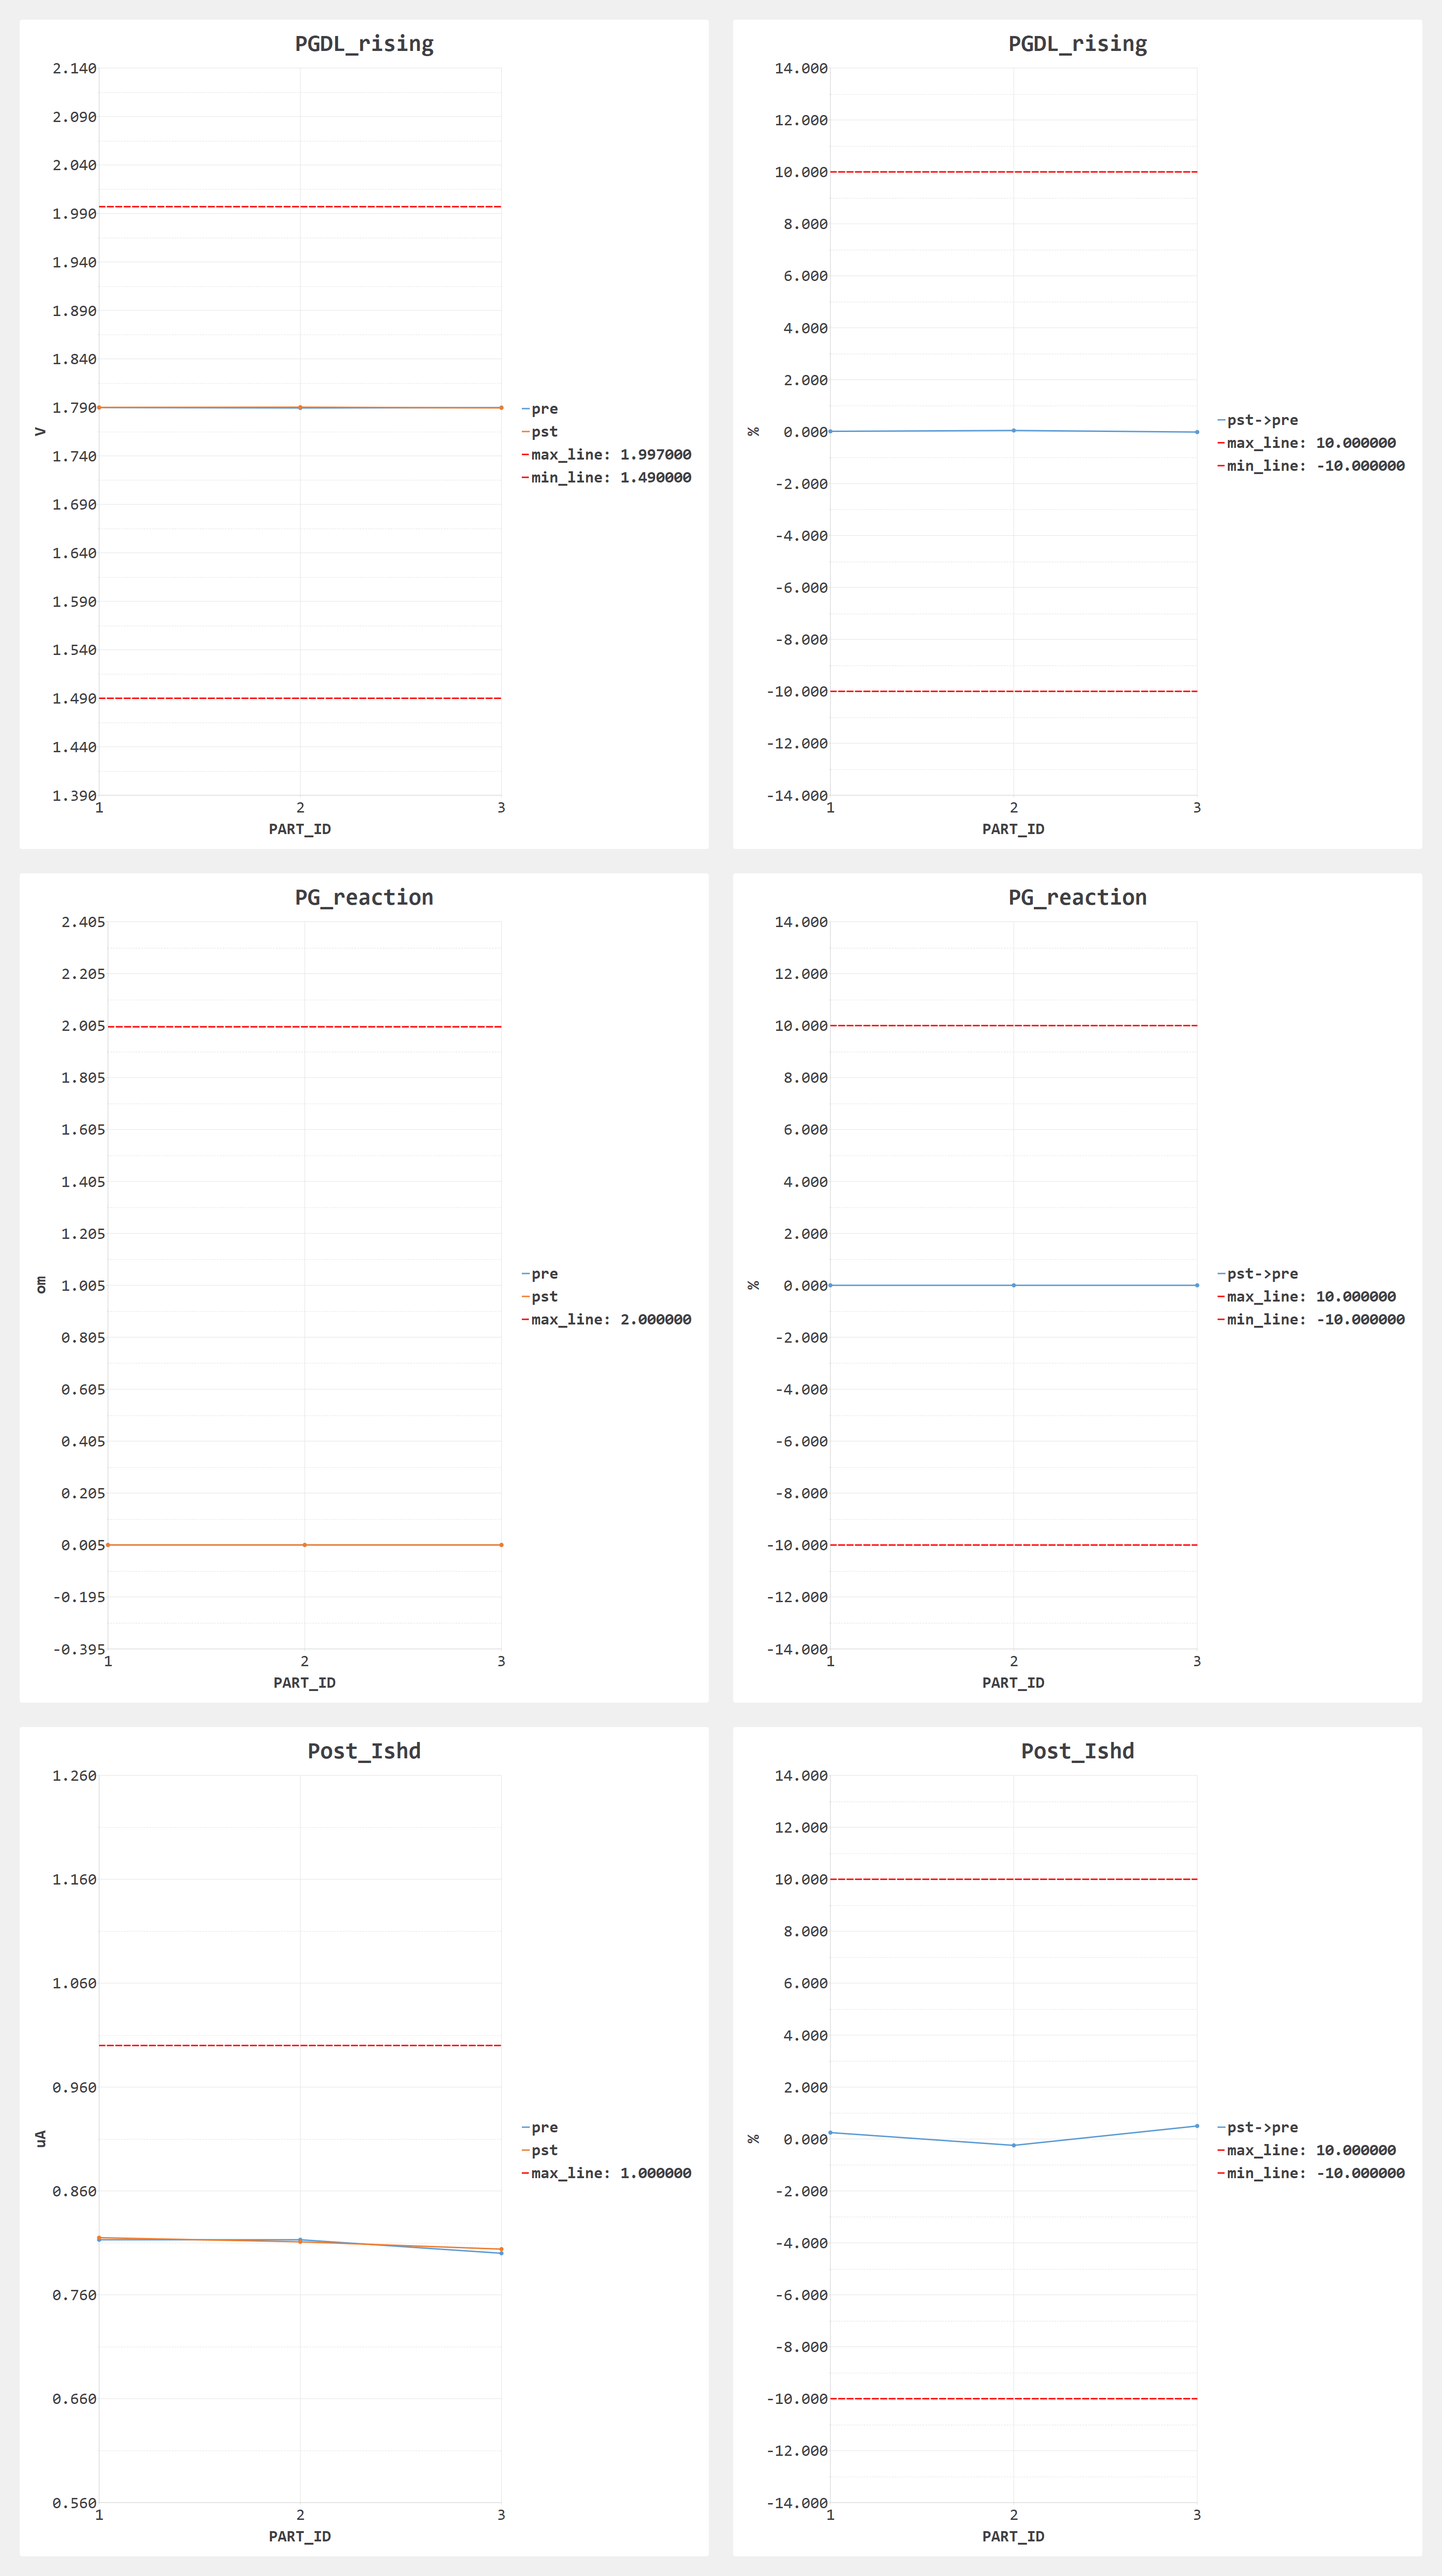 PGDL_rising
2.140
2.090
2.040
1.990
1.940
1.890
1.840
1.790
1.740
1.690
1.640
1.590
1.540
1.490
1.440
1.390
V
1 2 3
PART_ID
pre
pst
max_line: 1.997000
min_line: 1.490000
PGDL_rising
14.000
12.000
10.000
8.000
6.000
4.000
2.000
0.000
-2.000
-4.000
-6.000
-8.000
-10.000
-12.000
-14.000
%
1 2 3
PART_ID
pst->pre
max_line: 10.000000
min_line: -10.000000
PG_reaction
2.405
2.205
2.005
1.805
1.605
1.405
1.205
1.005
0.805
0.605
0.405
0.205
0.005
-0.195
-0.395
om
1 2 3
PART_ID
pre
pst
max_line: 2.000000
PG_reaction
14.000
12.000
10.000
8.000
6.000
4.000
2.000
0.000
-2.000
-4.000
-6.000
-8.000
-10.000
-12.000
-14.000
%
1 2 3
PART_ID
pst->pre
max_line: 10.000000
min_line: -10.000000
Post_Ishd
1.260
1.160
1.060
0.960
0.860
0.760
0.660
0.560
uA
1 2 3
PART_ID
pre
pst
max_line: 1.000000
Post_Ishd
14.000
12.000
10.000
8.000
6.000
4.000
2.000
0.000
-2.000
-4.000
-6.000
-8.000
-10.000
-12.000
-14.000
%
1 2 3
PART_ID
pst->pre
max_line: 10.000000
min_line: -10.000000